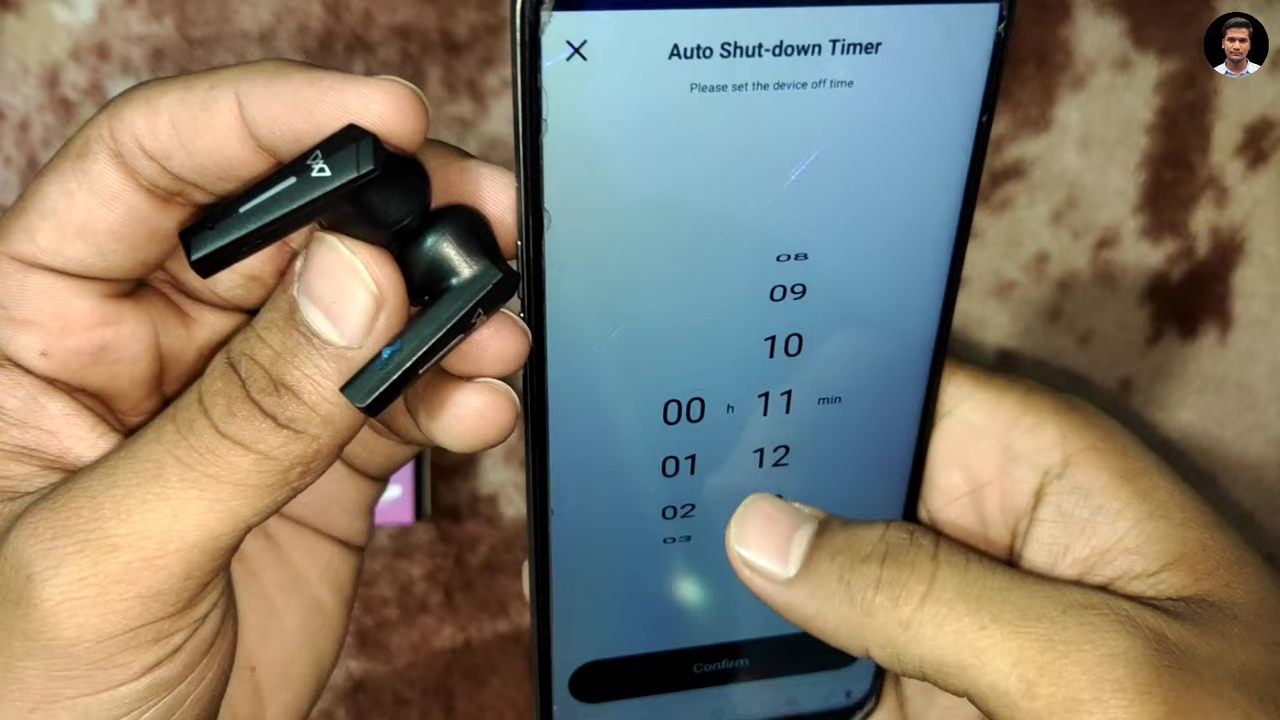 Auto Shut-down Timer
Please set the device off time
08
09
10
00 h 11 min
01 12
02
03
Confirm